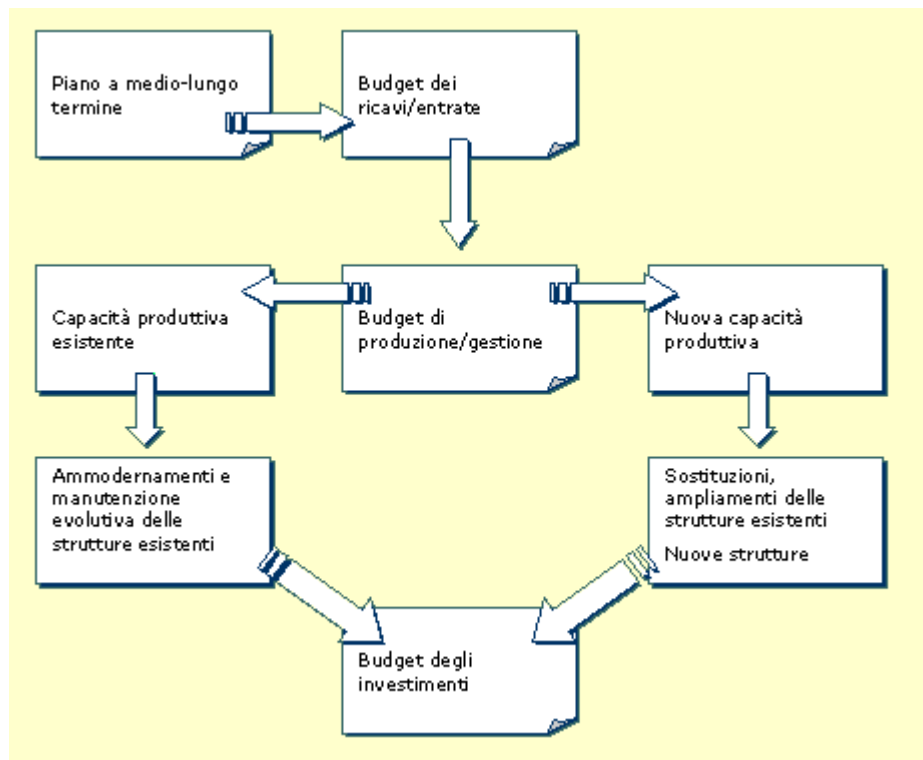 Piano a medio-lungo
termine
Budget dei
ricavi/entrate
Capacità produttiva
esistente
Budget di
produzione/gestione
Nuova capacità
produttiva
Ammodernamenti e
manutenzione
evolutiva delle
strutture esistenti
Sostituzioni,
ampliamenti delle
strutture esistenti
Nuove strutture
Budget degli
investimenti